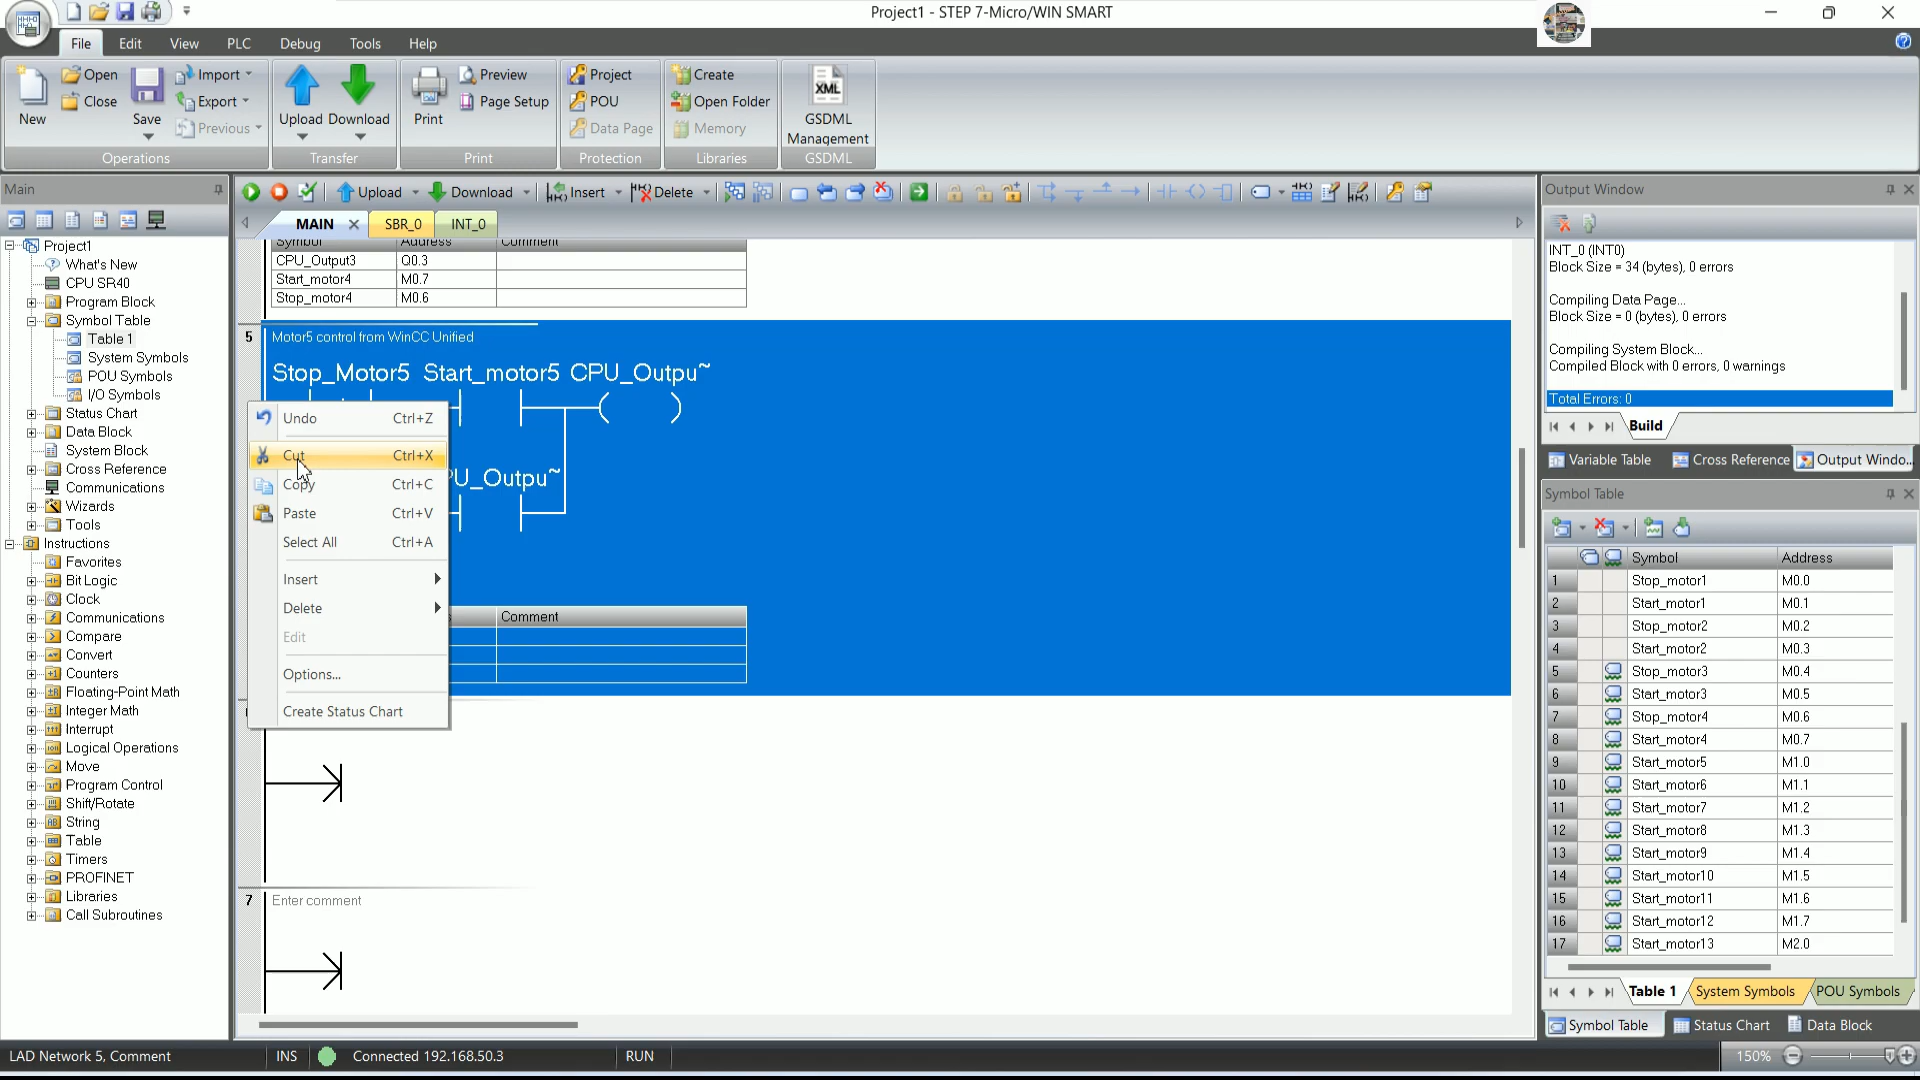 Project1 - STEP 7-Micro/WIN SMART
File Edit View PLC Debug Tools Help
New
Open
Close
Save
Import
Export
Previous
Operations
Upload
Download
Transfer
Print
Preview
Page Setup
Print
Project
POU
Data Page
Protection
Create
Open Folder
Memory
Libraries
XML
GSDML
Management
GSDML
Main
Project1
What's New
CPU SR40
Program Block
Symbol Table
Table 1
System Symbols
POU Symbols
I/O Symbols
Status Chart
Data Block
System Block
Cross Reference
Communications
Wizards
Tools
Instructions
Favorites
Bit Logic
Clock
Communications
Compare
Convert
Counters
Floating-Point Math
Integer Math
Interrupt
Logical Operations
Move
Program Control
Shift/Rotate
String
Table
Timers
PROFINET
Libraries
Call Subroutines
Upload Download Insert Delete
MAIN SBR_0 INT_0
Symbol Address Comment
CPU_Output3 Q0.3
Start_motor4 M0.7
Stop_motor4 M0.6
5 Motor5 control from WinCC Unified
Stop_Motor5 Start_motor5 CPU_Outpu~
PU_Outpu~
Comment
Undo Ctrl+Z
Cut Ctrl+X
Copy Ctrl+C
Paste Ctrl+V
Select All Ctrl+A
Insert
Delete
Edit
Options...
Create Status Chart
7 Enter comment
Output Window
INT_0 (INT0)
Block Size = 34 (bytes), 0 errors
Compiling Data Page...
Block Size = 0 (bytes), 0 errors
Compiling System Block...
Compiled Block with 0 errors, 0 warnings
Total Errors: 0
Build
Variable Table Cross Reference Output Windo...
Symbol Table
Symbol Address
1 Stop_motor1 M0.0
2 Start_motor1 M0.1
3 Stop_motor2 M0.2
4 Start_motor2 M0.3
5 Stop_motor3 M0.4
6 Start_motor3 M0.5
7 Stop_motor4 M0.6
8 Start_motor4 M0.7
9 Start_motor5 M1.0
10 Start_motor6 M1.1
11 Start_motor7 M1.2
12 Start_motor8 M1.3
13 Start_motor9 M1.4
14 Start_motor10 M1.5
15 Start_motor11 M1.6
16 Start_motor12 M1.7
17 Start_motor13 M2.0
Table 1 System Symbols POU Symbols
Symbol Table Status Chart Data Block
LAD Network 5, Comment INS Connected 192.168.50.3 RUN 150%